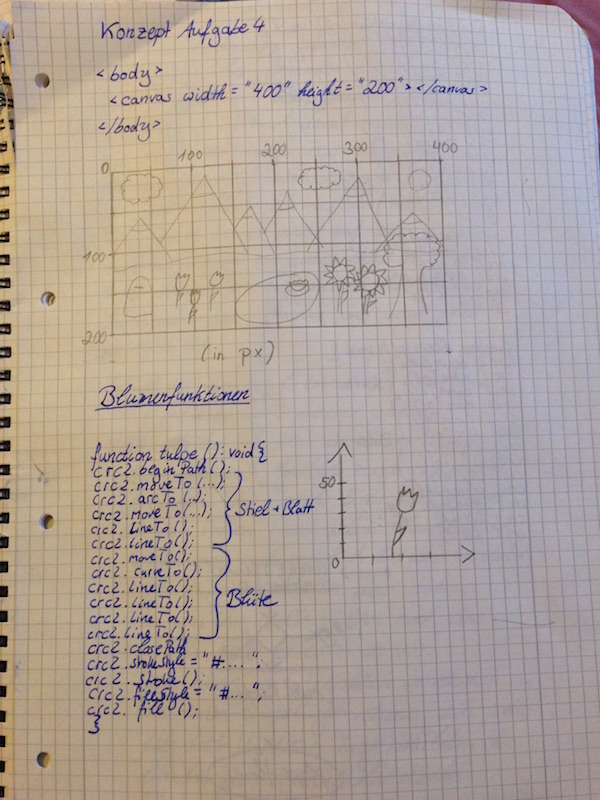 Konzept Aufgabe 4
<body>
<canvas width = "400" height = "200"></canvas>
</body>
0 100 200 300 400
100
200
(in px)
Blumenfunktionen
function tulpe (): void {
crc2.beginPath();
crc2.moveTo(...);
crc2.arcTo(..);
crc2.moveTo(...);
crc2.LineTo();
crc2.lineTo();
Stiel + Blatt
crc2.moveTo();
crc2.curveTo();
crc2.lineTo();
crc2.lineTo();
crc2.lineTo();
crc2.lineTo();
Blüte
crc2.closePath
crc2.strokeStyle = "#....";
crc2.stroke();
crc2.fillStyle = "#...";
crc2.fill();
}
50
0